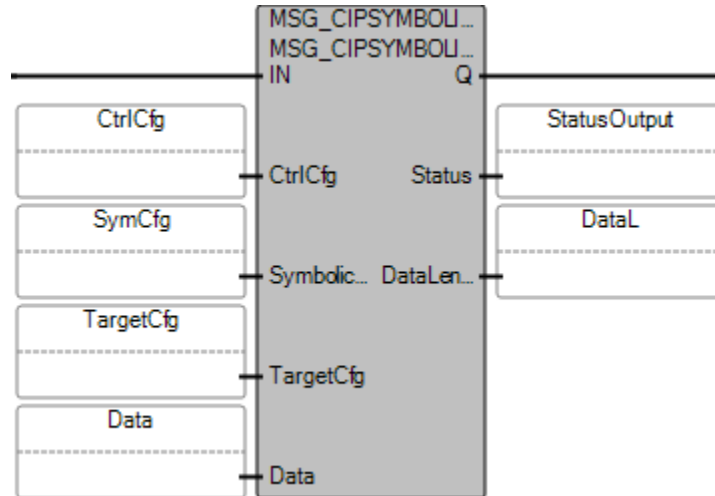 MSG_CIPSYMBOLI...
MSG_CIPSYMBOLI...
IN Q
CtrlCfg
StatusOutput
CtrlCfg Status
SymCfg
DataL
Symbolic... DataLen...
TargetCfg
TargetCfg
Data
Data